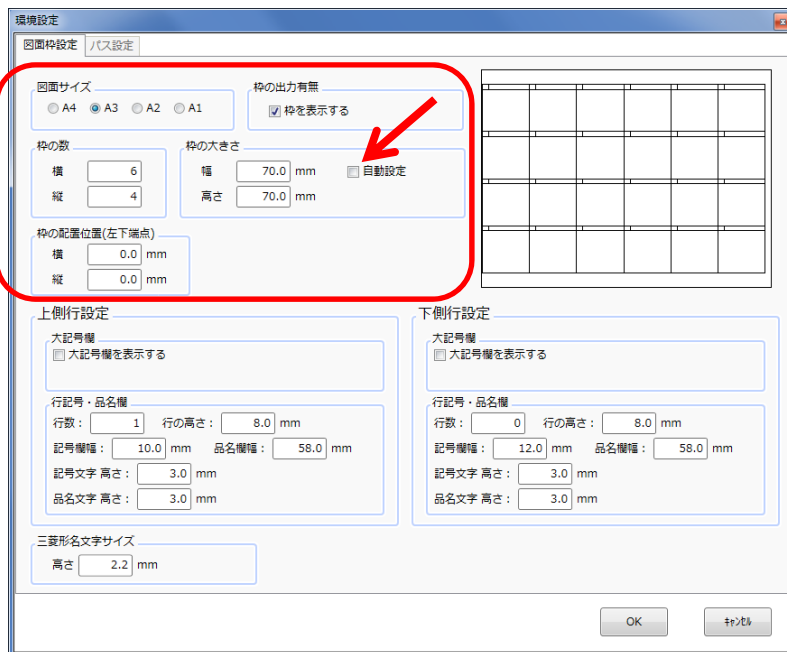 環境設定
図面枠設定 パス設定
図面サイズ
A4 A3 A2 A1
枠の出力有無
枠を表示する
枠の数
横 6
縦 4
枠の大きさ
幅 70.0 mm 自動設定
高さ 70.0 mm
枠の配置位置(左下端点)
横 0.0 mm
縦 0.0 mm
上側行設定
大記号欄
大記号欄を表示する
行記号・品名欄
行数： 1 行の高さ： 8.0 mm
記号欄幅： 10.0 mm 品名欄幅： 58.0 mm
記号文字 高さ： 3.0 mm
品名文字 高さ： 3.0 mm
下側行設定
大記号欄
大記号欄を表示する
行記号・品名欄
行数： 0 行の高さ： 8.0 mm
記号欄幅： 12.0 mm 品名欄幅： 58.0 mm
記号文字 高さ： 3.0 mm
品名文字 高さ： 3.0 mm
三菱形名文字サイズ
高さ 2.2 mm
OK ｷｬﾝｾﾙ